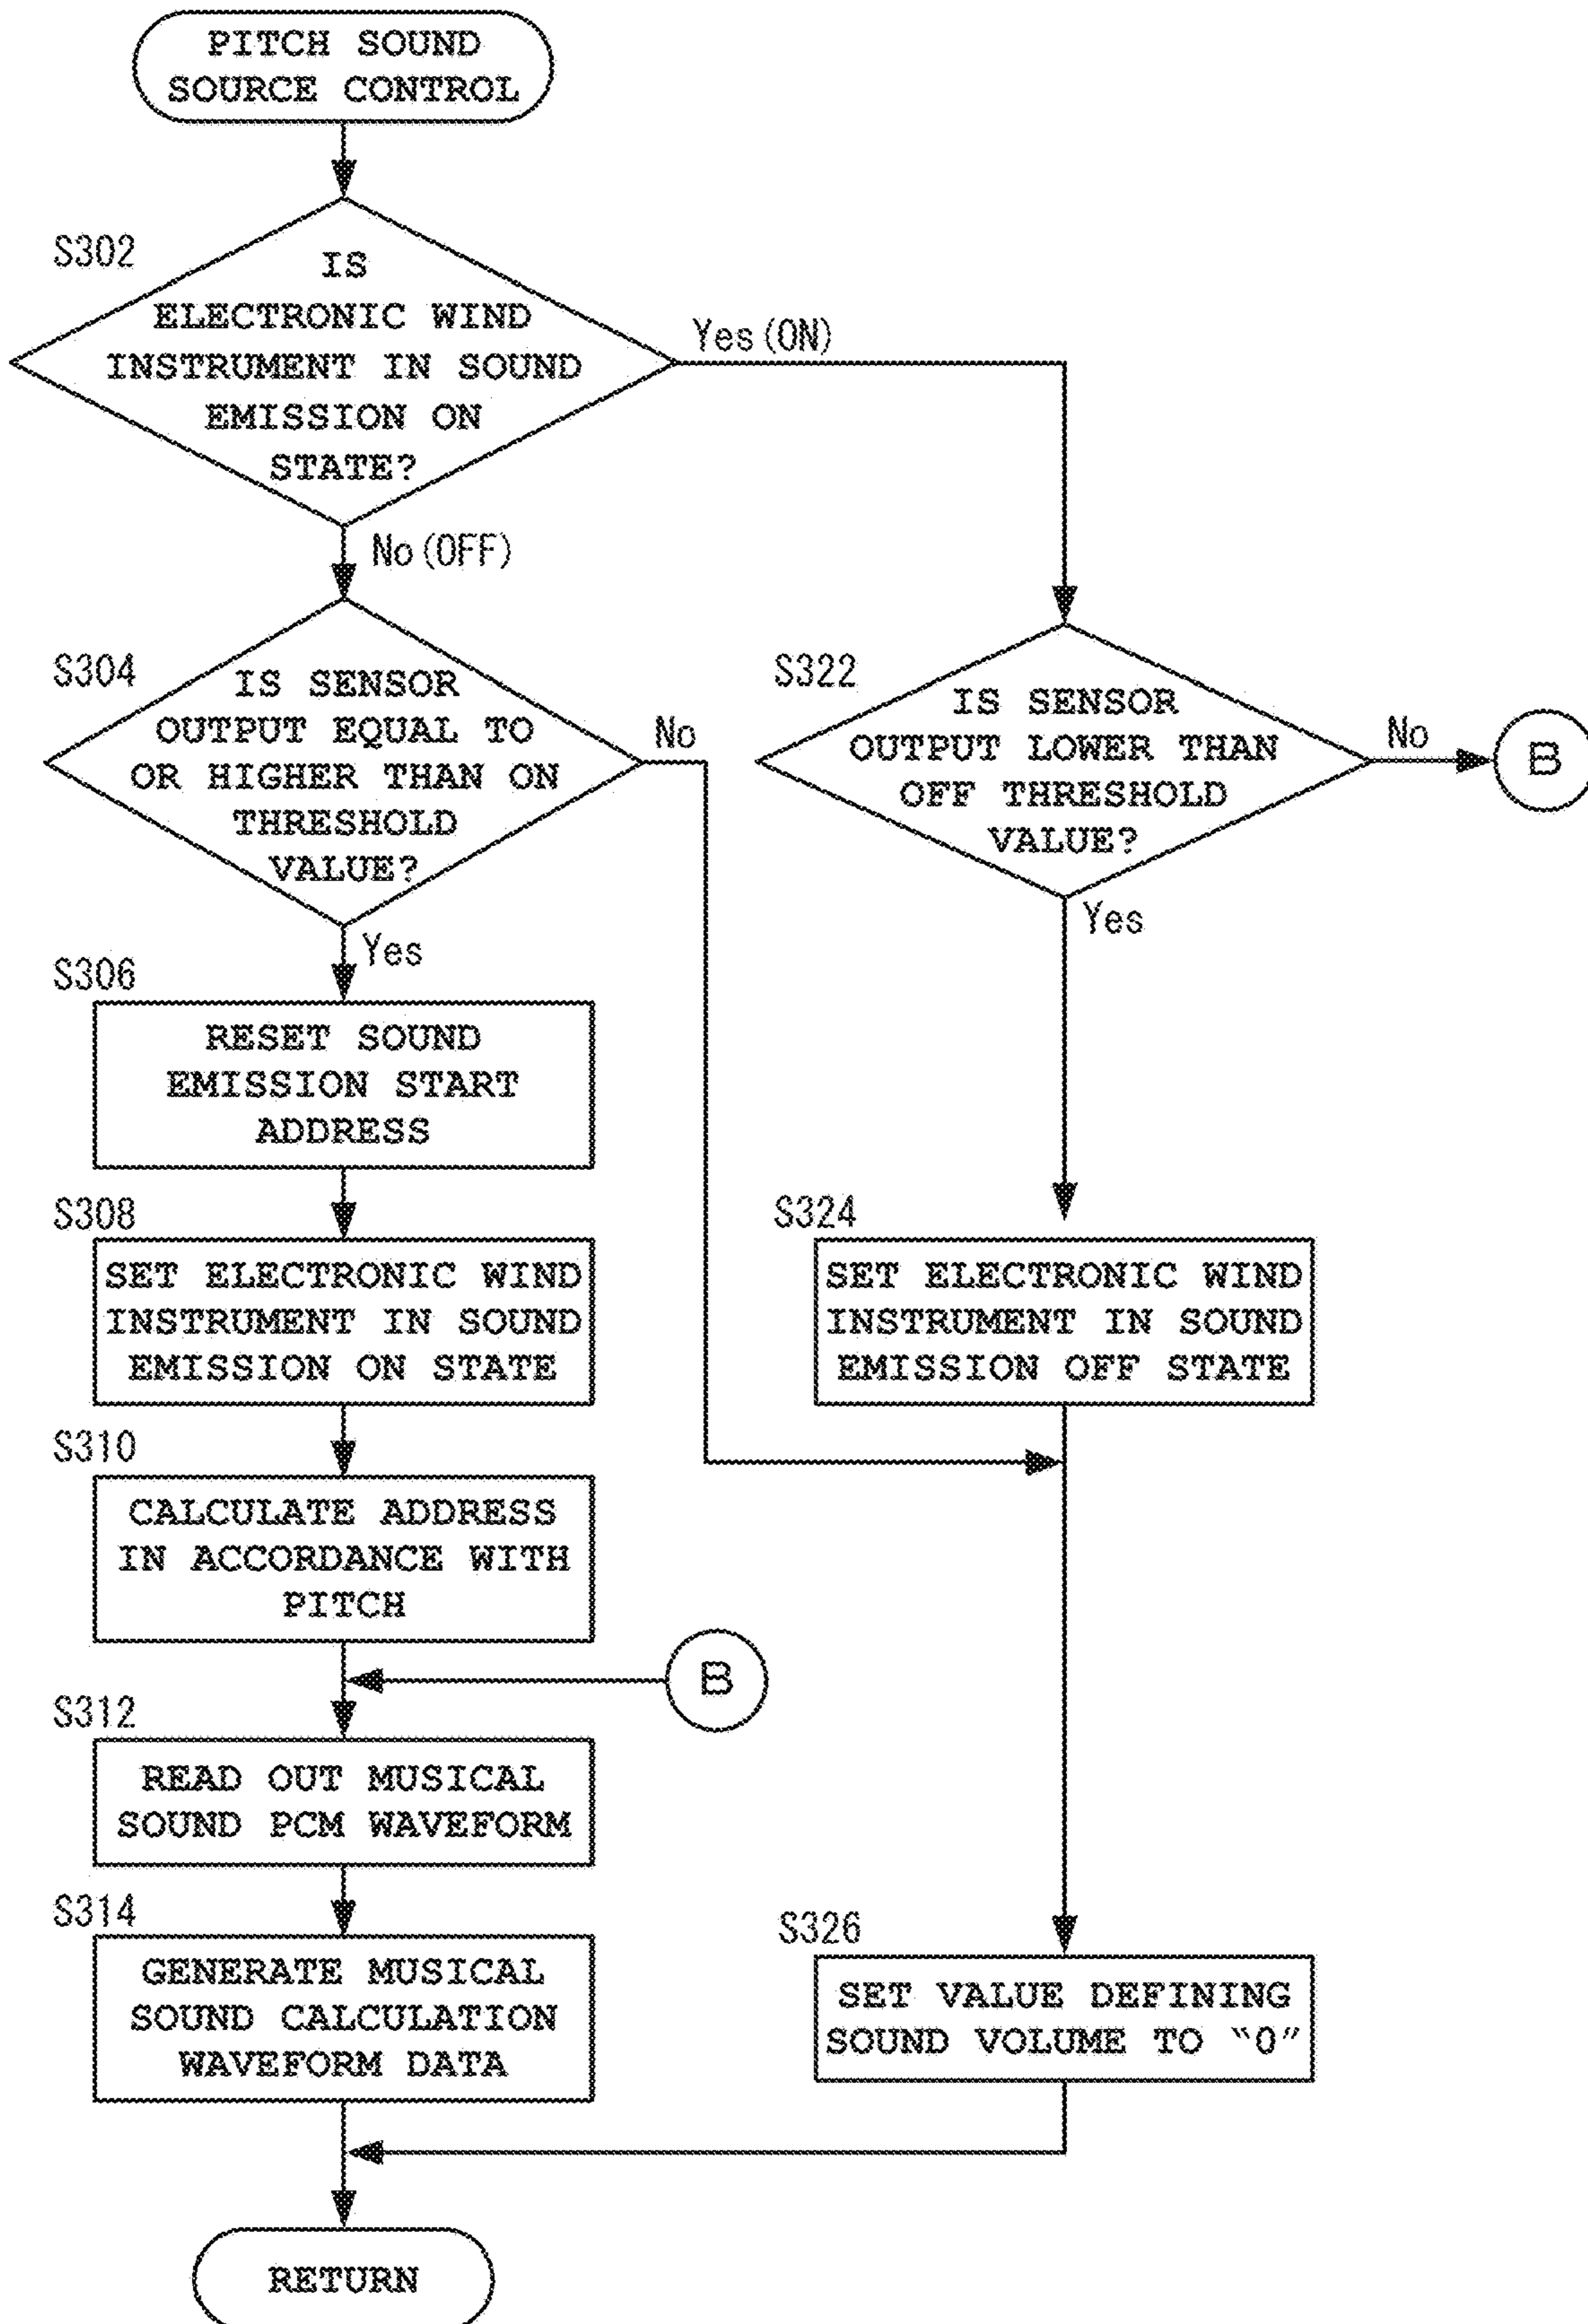 PITCH SOUND
SOURCE CONTROL
S302
IS
ELECTRONIC WIND
INSTRUMENT IN SOUND
EMISSION ON
STATE?
Yes(ON)
No(OFF)
S304
IS SENSOR
OUTPUT EQUAL TO
OR HIGHER THAN ON
THRESHOLD
VALUE?
No
Yes
S322
IS SENSOR
OUTPUT LOWER THAN
OFF THRESHOLD
VALUE?
No
B
Yes
S306
RESET SOUND
EMISSION START
ADDRESS
S308
SET ELECTRONIC WIND
INSTRUMENT IN SOUND
EMISSION ON STATE
S324
SET ELECTRONIC WIND
INSTRUMENT IN SOUND
EMISSION OFF STATE
S310
CALCULATE ADDRESS
IN ACCORDANCE WITH
PITCH
B
S312
READ OUT MUSICAL
SOUND PCM WAVEFORM
S314
GENERATE MUSICAL
SOUND CALCULATION
WAVEFORM DATA
S326
SET VALUE DEFINING
SOUND VOLUME TO “0”
RETURN